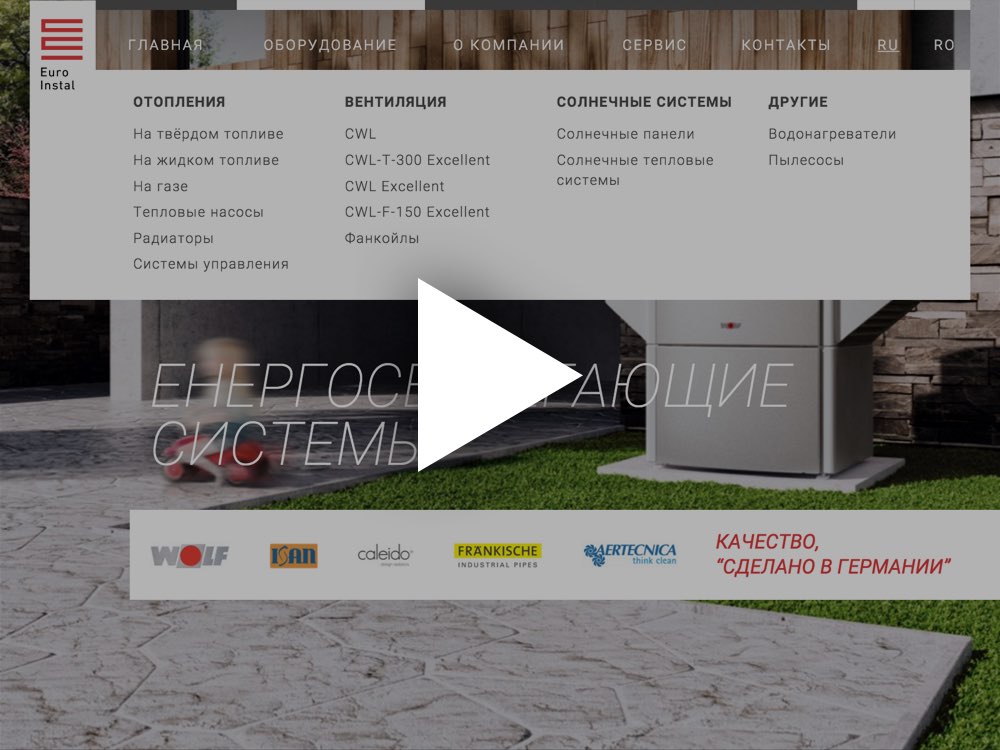 Euro
Instal
ГЛАВНАЯ ОБОРУДОВАНИЕ О КОМПАНИИ СЕРВИС КОНТАКТЫ RU RO
ОТОПЛЕНИЯ
На твёрдом топливе
На жидком топливе
На газе
Тепловые насосы
Радиаторы
Системы управления
ВЕНТИЛЯЦИЯ
CWL
CWL-T-300 Excellent
CWL Excellent
CWL-F-150 Excellent
Фанкойлы
СОЛНЕЧНЫЕ СИСТЕМЫ
Солнечные панели
Солнечные тепловые
системы
ДРУГИЕ
Водонагреватели
Пылесосы
WOLF
СИСТЕМЫ
WOLF
ISAN
caleido
FRÄNKISCHE
INDUSTRIAL PIPES
AERTECNICA
think clean
КАЧЕСТВО,
“СДЕЛАНО В ГЕРМАНИИ”